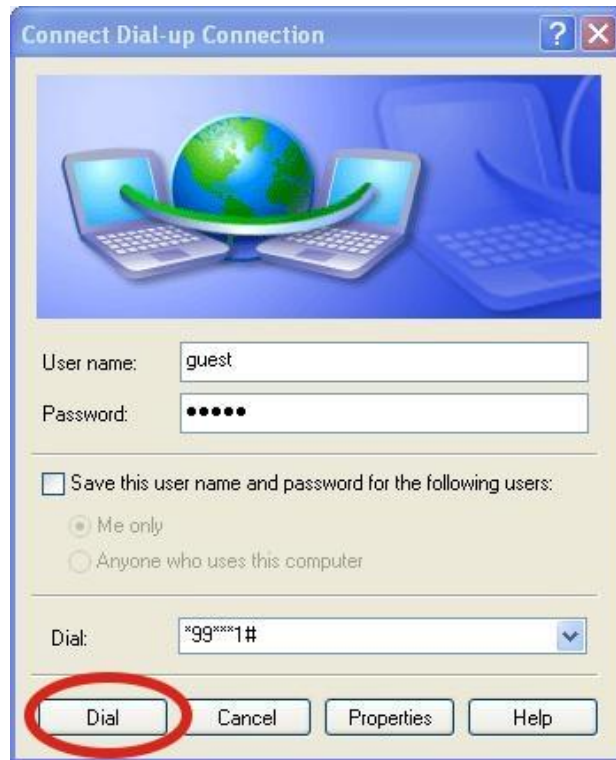 Connect Dial-up Connection
User name: guest
Password: •••••
Save this user name and password for the following users:
Me only
Anyone who uses this computer
Dial: *99***1#
Dial Cancel Properties Help